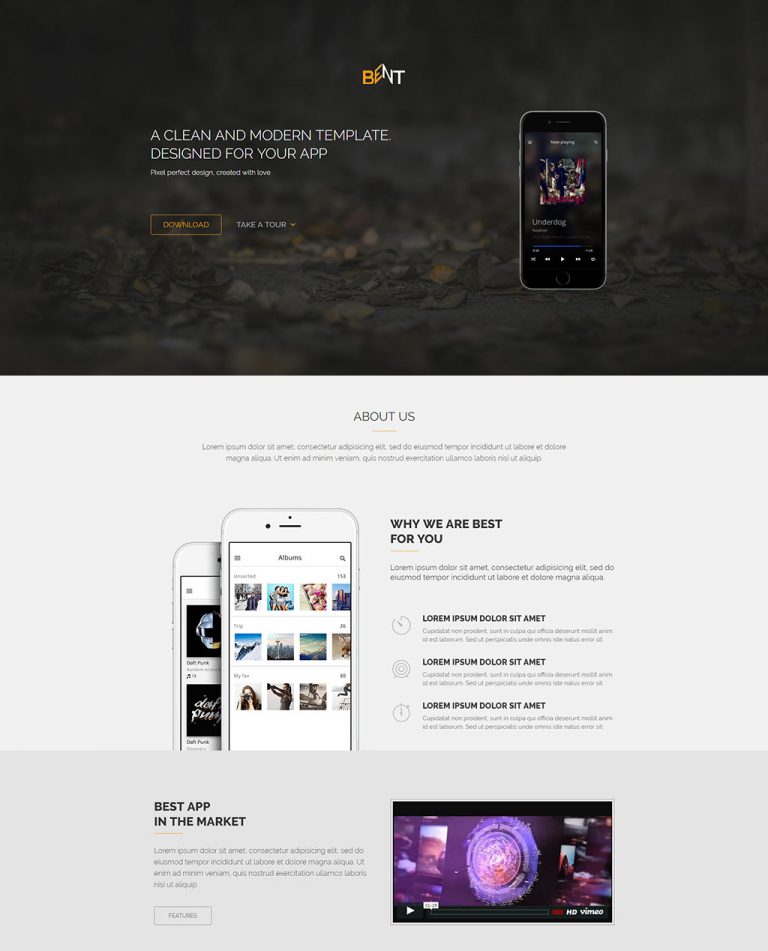 BENT
A CLEAN AND MODERN TEMPLATE.
DESIGNED FOR YOUR APP
Pixel perfect design, created with love
DOWNLOAD
TAKE A TOUR
Now playing
Underdog
Kasabian
ABOUT US
Lorem ipsum dolor sit amet, consectetur adipisicing elit, sed do eiusmod tempor incididunt ut labore et dolore
magna aliqua. Ut enim ad minim veniam, quis nostrud exercitation ullamco laboris nisi ut aliquip.
Albums
Unsorted 153
Trip 26
My fav 80
Daft Punk
Random Access
13
daft
punk
Daft Punk
Discovery
WHY WE ARE BEST
FOR YOU
Lorem ipsum dolor sit amet, consectetur adipisicing elit, sed do
eiusmod tempor incididunt ut labore et dolore magna aliqua.
LOREM IPSUM DOLOR SIT AMET
Cupidatat non proident, sunt in culpa qui officia deserunt mollit anim
id est laborum. Sed ut perspiciatis unde omnis iste natus error sit
LOREM IPSUM DOLOR SIT AMET
Cupidatat non proident, sunt in culpa qui officia deserunt mollit anim
id est laborum. Sed ut perspiciatis unde omnis iste natus error sit
LOREM IPSUM DOLOR SIT AMET
Cupidatat non proident, sunt in culpa qui officia deserunt mollit anim
id est laborum. Sed ut perspiciatis unde omnis iste natus error sit
BEST APP
IN THE MARKET
Lorem ipsum dolor sit amet, consectetur adipisicing elit, sed do
eiusmod tempor incididunt ut labore et dolore magna aliqua. Ut
enim ad minim veniam, quis nostrud exercitation ullamco laboris
nisi ut aliquip
FEATURES
01:29
HD vimeo